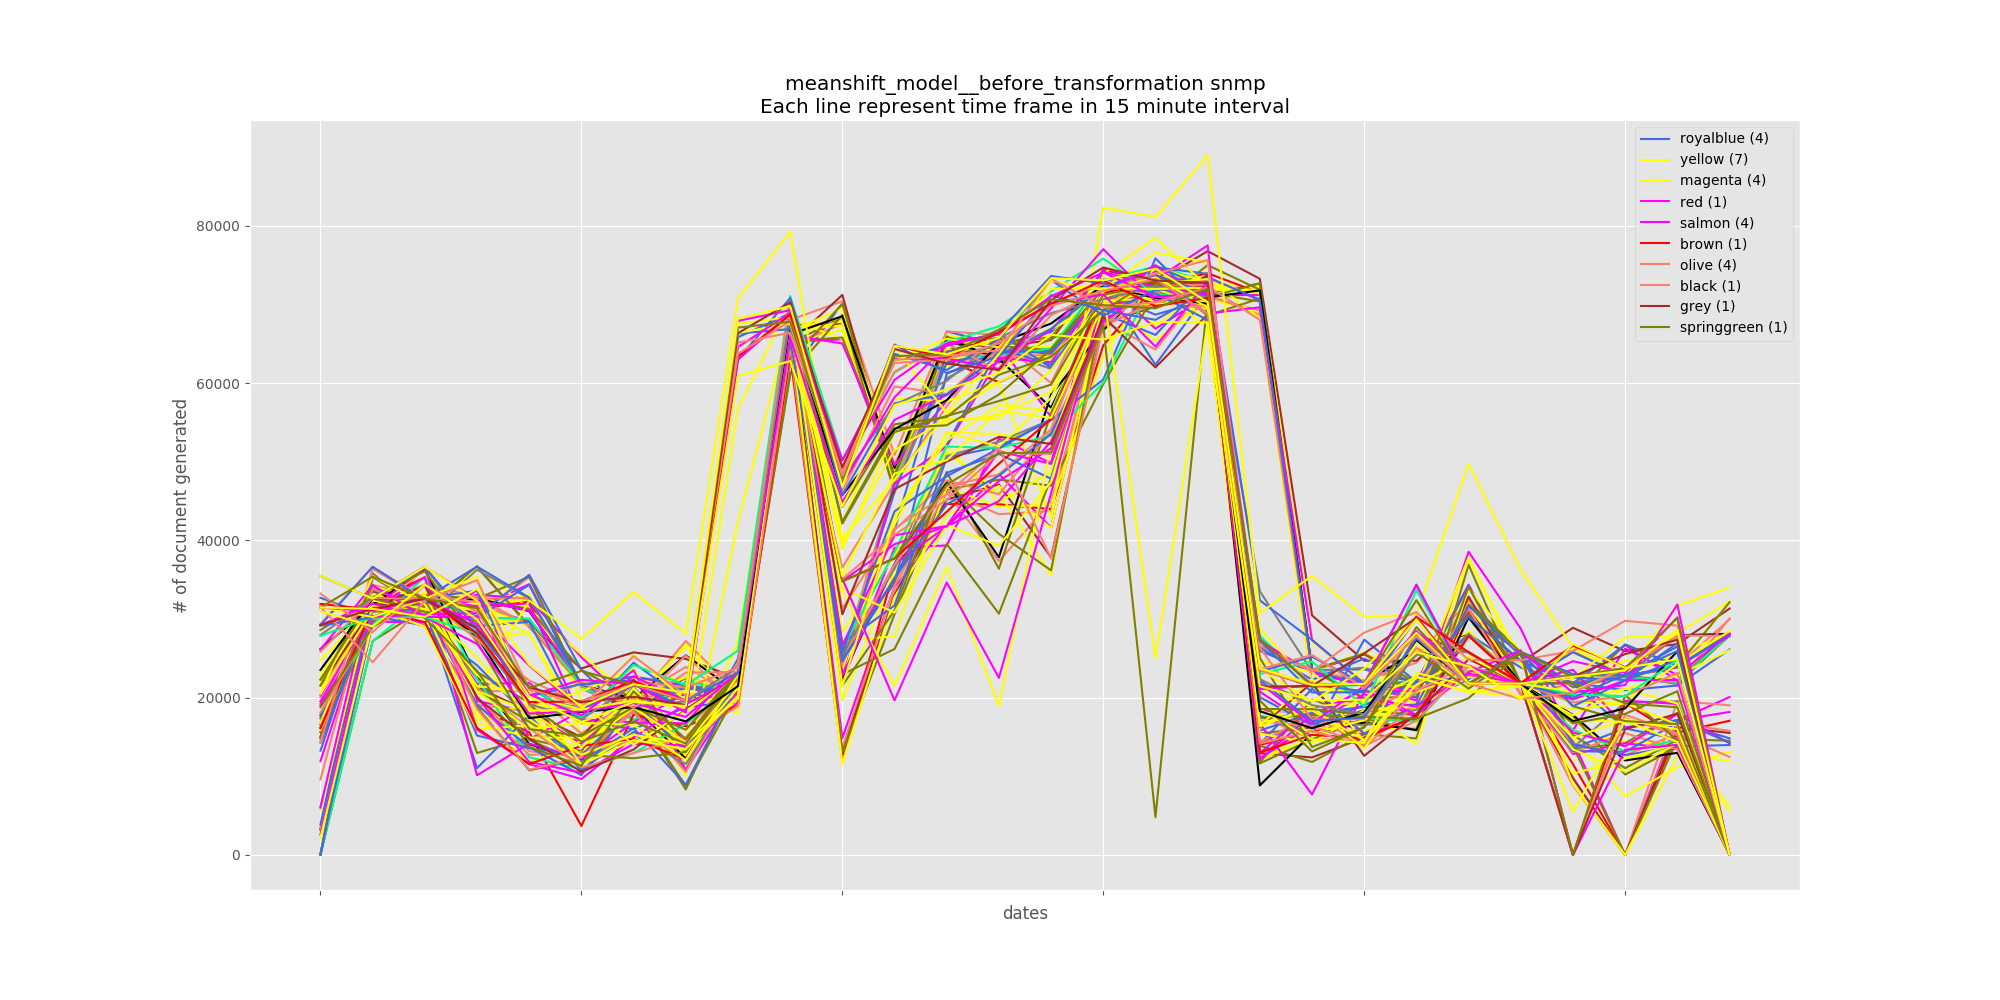 meanshift_model__before_transformation snmp
Each line represent time frame in 15 minute interval
royalblue (4)
yellow (7)
magenta (4)
red (1)
salmon (4)
brown (1)
olive (4)
black (1)
grey (1)
springgreen (1)
# of document generated
80000
60000
40000
20000
0
dates